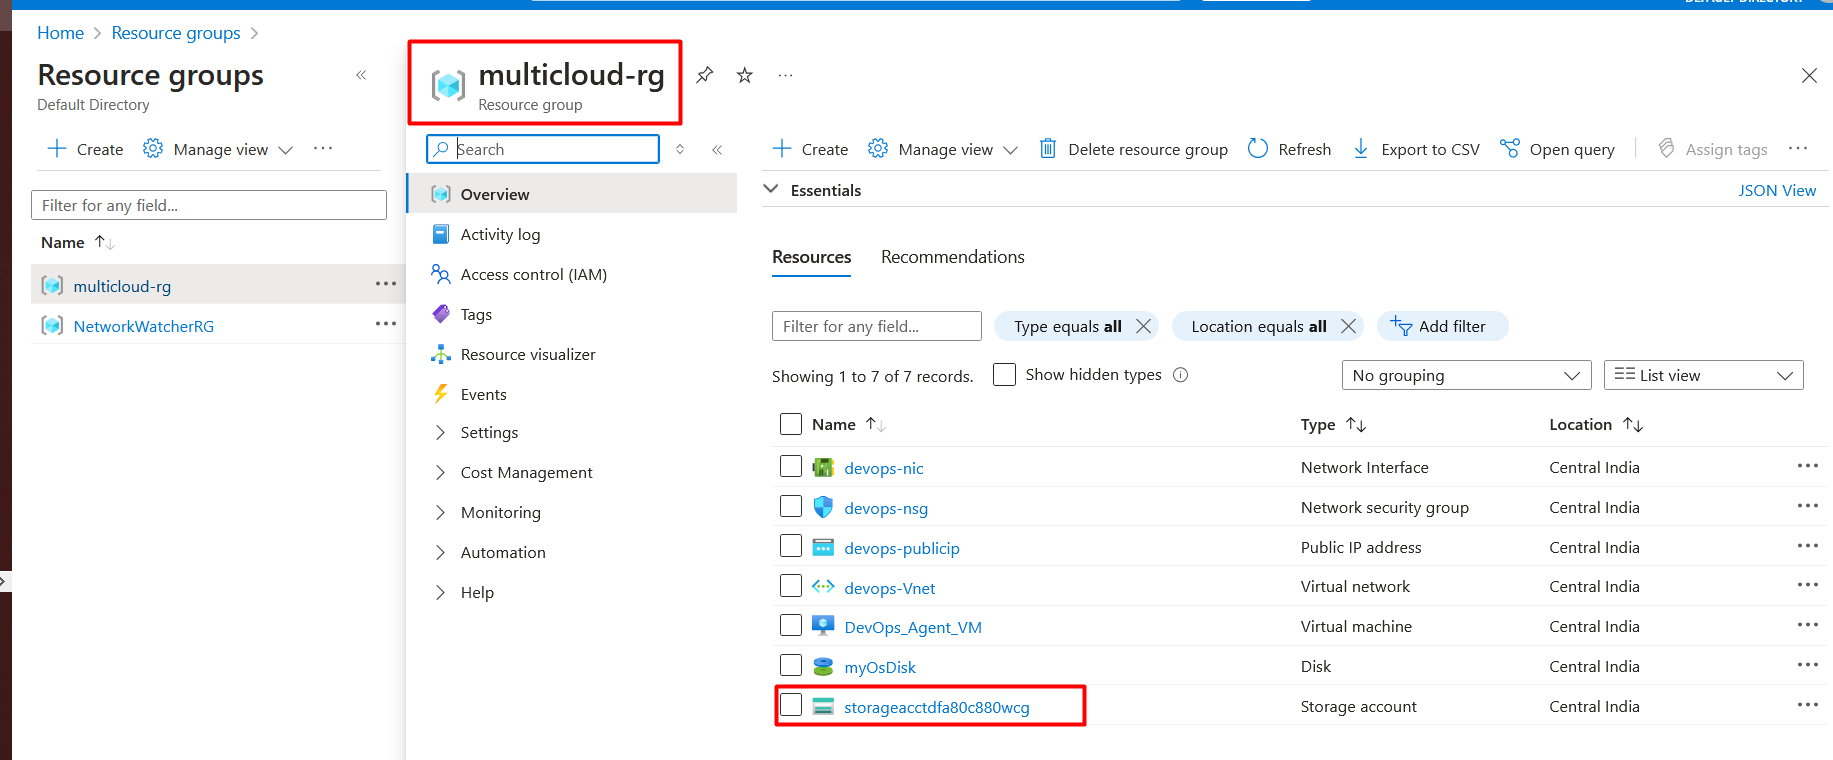 Home > Resource groups >
Resource groups
Default Directory
Create Manage view ...
Filter for any field...
Name
multicloud-rg ...
NetworkWatcherRG ...
multicloud-rg ...
Resource group
Search
Overview
Activity log
Access control (IAM)
Tags
Resource visualizer
Events
Settings
Cost Management
Monitoring
Automation
Help
Create Manage view Delete resource group Refresh Export to CSV Open query Assign tags ...
Essentials JSON View
Resources Recommendations
Filter for any field... Type equals all Location equals all Add filter
Showing 1 to 7 of 7 records. Show hidden types No grouping List view
Name Type Location
devops-nic Network Interface Central India ...
devops-nsg Network security group Central India ...
devops-publicip Public IP address Central India ...
devops-Vnet Virtual network Central India ...
DevOps_Agent_VM Virtual machine Central India ...
myOsDisk Disk Central India ...
storageacctdfa80c880wcg Storage account Central India ...